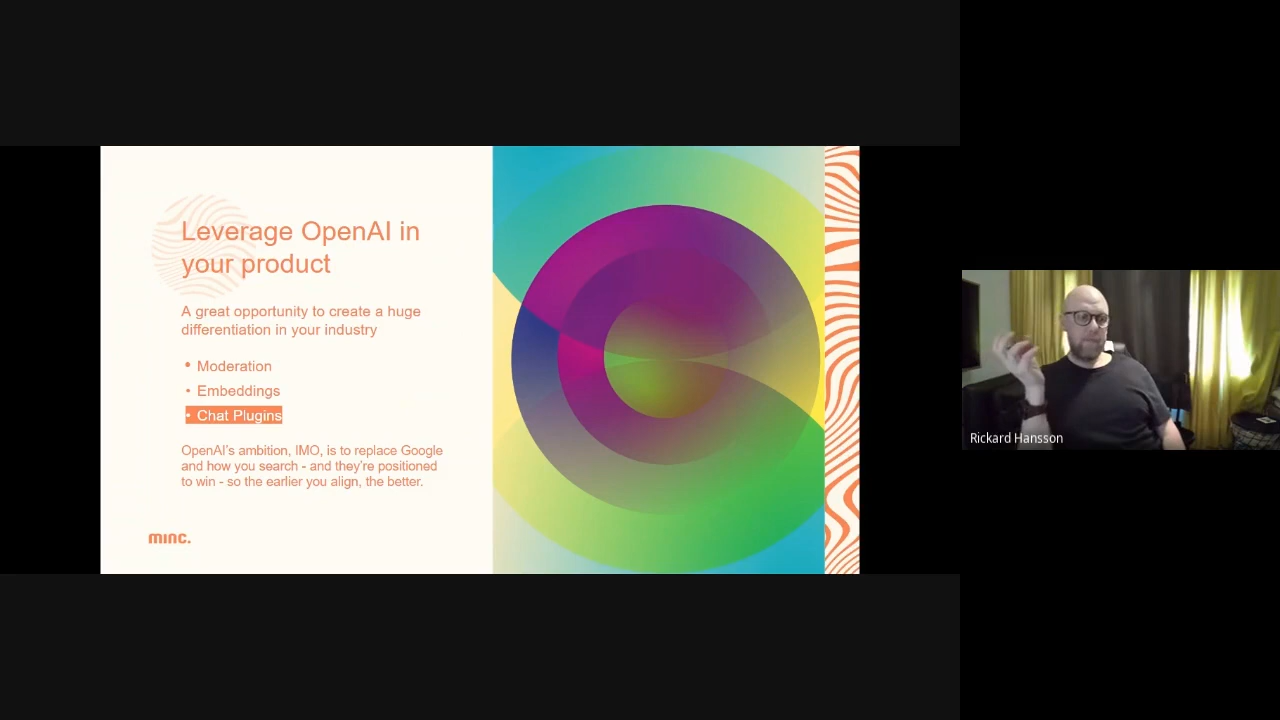 Leverage OpenAI in
your product
A great opportunity to create a huge
differentiation in your industry
• Moderation
• Embeddings
• Chat Plugins
OpenAI's ambition, IMO, is to replace Google
and how you search - and they're positioned
to win - so the earlier you align, the better.
minc.
Rickard Hansson